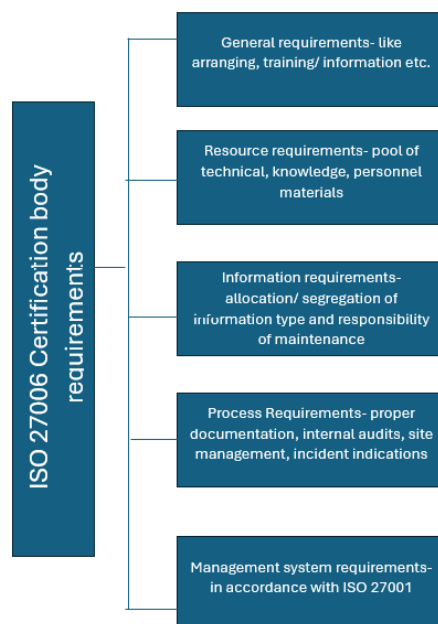 ISO 27006 Certification body
requirements
General requirements- like
arranging, training/ information etc.
Resource requirements- pool of
technical, knowledge, personnel
materials
Information requirements-
allocation/ segregation of
information type and responsibility
of maintenance
Process Requirements- proper
documentation, internal audits, site
management, incident indications
Management system requirements-
in accordance with ISO 27001